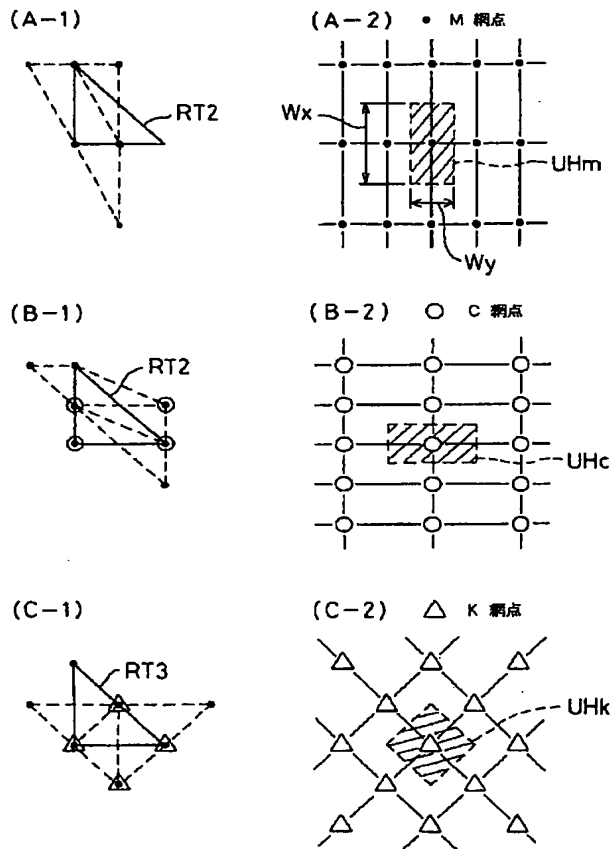 (A-1)
RT2
(A-2) • M 網点
Wx
UHm
Wy
(B-1)
RT2
(B-2) ○ C 網点
UHc
(C-1)
RT3
(C-2) △ K 網点
UHk